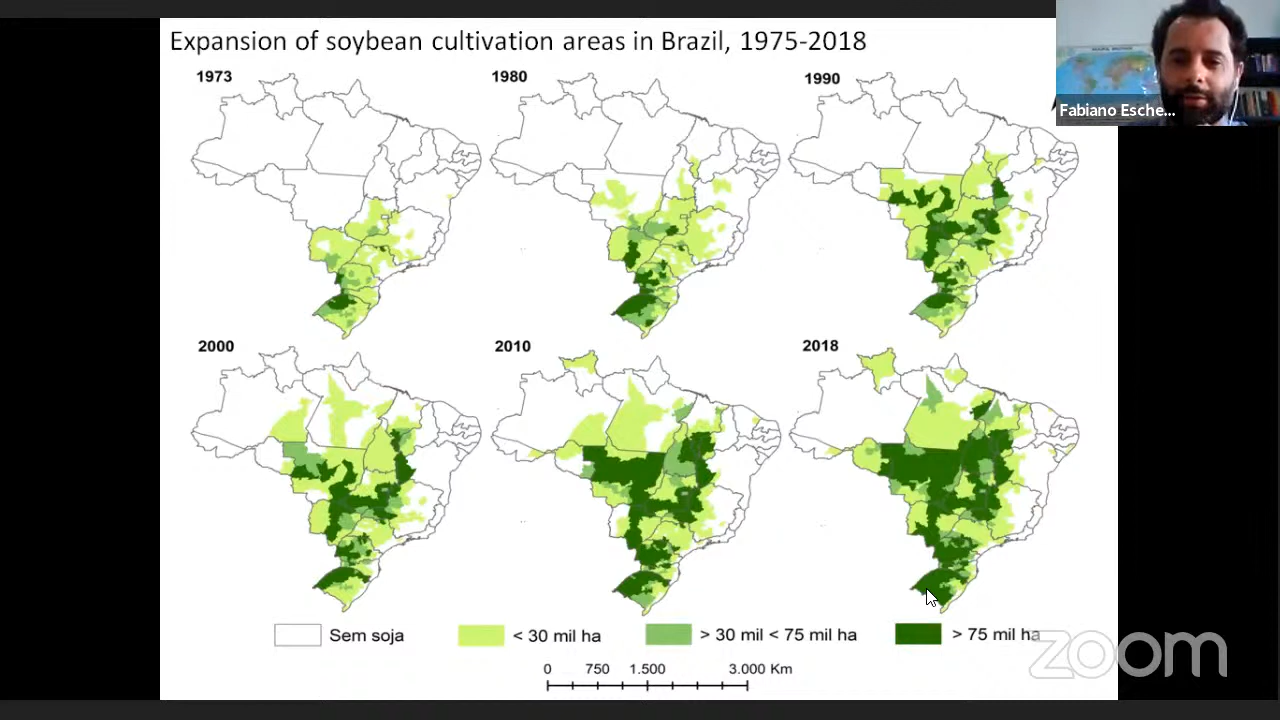 Expansion of soybean cultivation areas in Brazil, 1975-2018
Fabiano Esche...
1973
1980
1990
2000
2010
2018
Sem soja
< 30 mil ha
> 30 mil < 75 mil ha
> 75 mil ha
0 750 1.500 3.000 Km
zoom